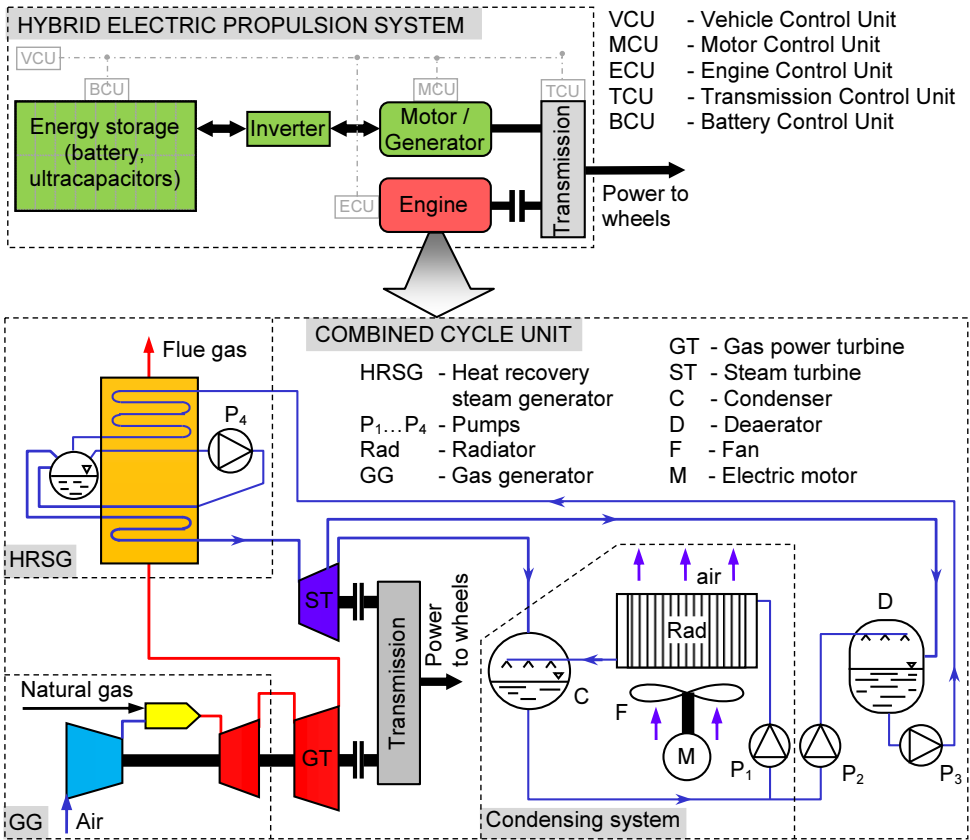 HYBRID ELECTRIC PROPULSION SYSTEM
VCU
BCU
MCU
TCU
Energy storage
(battery,
ultracapacitors)
Inverter
Motor /
Generator
Transmission
ECU
Engine
Power to
wheels
VCU - Vehicle Control Unit
MCU - Motor Control Unit
ECU - Engine Control Unit
TCU - Transmission Control Unit
BCU - Battery Control Unit
COMBINED CYCLE UNIT
HRSG - Heat recovery
steam generator
P₁...P₄ - Pumps
Rad - Radiator
GG - Gas generator
GT - Gas power turbine
ST - Steam turbine
C - Condenser
D - Deaerator
F - Fan
M - Electric motor
Flue gas
P₄
HRSG
ST
Transmission
Power
to wheels
Natural gas
GT
GG
Air
air
Rad
C
F
M
P₁
P₂
D
P₃
Condensing system